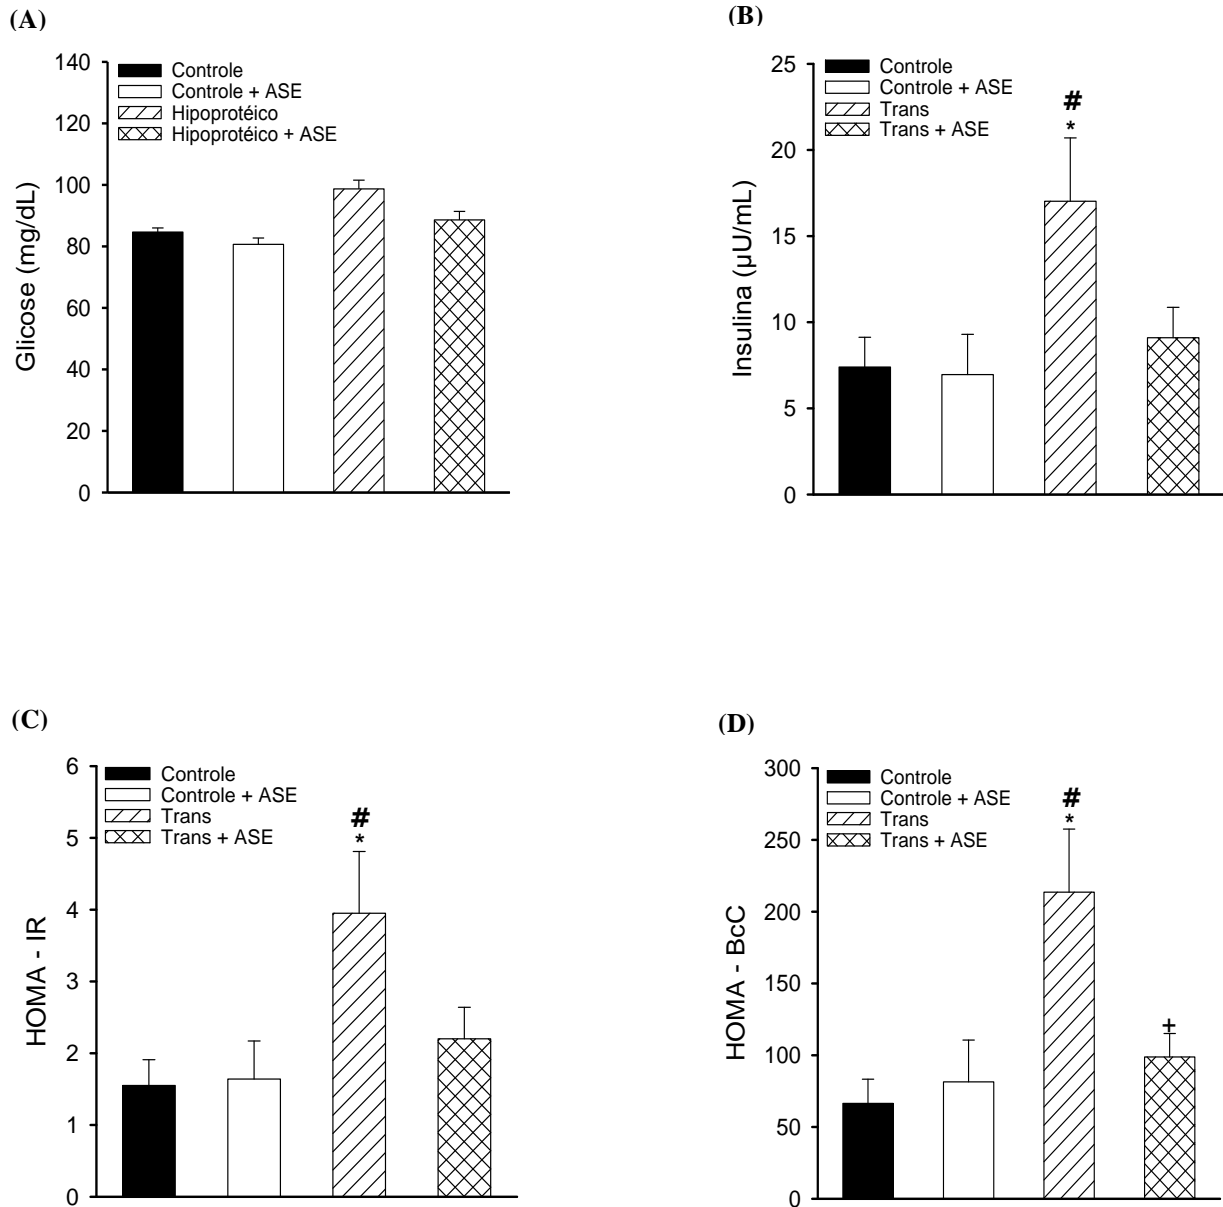 (A)
140
120
100
80
60
40
20
0
Glicose (mg/dL)
Controle
Controle + ASE
Hipoprotéico
Hipoprotéico + ASE
(B)
25
20
15
10
5
0
Insulina (µU/mL)
Controle
Controle + ASE
Trans
Trans + ASE
#
*
(C)
6
5
4
3
2
1
0
HOMA - IR
Controle
Controle + ASE
Trans
Trans + ASE
#
*
(D)
300
250
200
150
100
50
0
HOMA - BcC
Controle
Controle + ASE
Trans
Trans + ASE
#
*
+